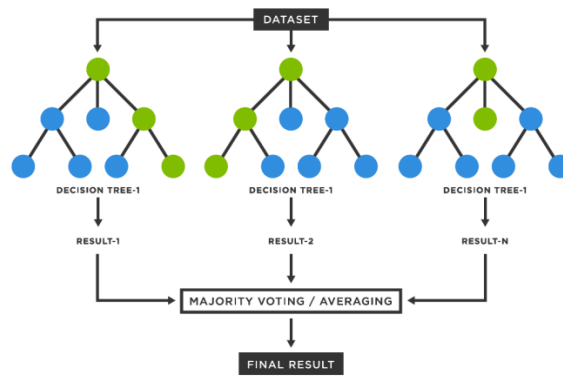 DATASET
DECISION TREE-1
DECISION TREE-1
DECISION TREE-1
RESULT-1
RESULT-2
RESULT-N
MAJORITY VOTING / AVERAGING
FINAL RESULT